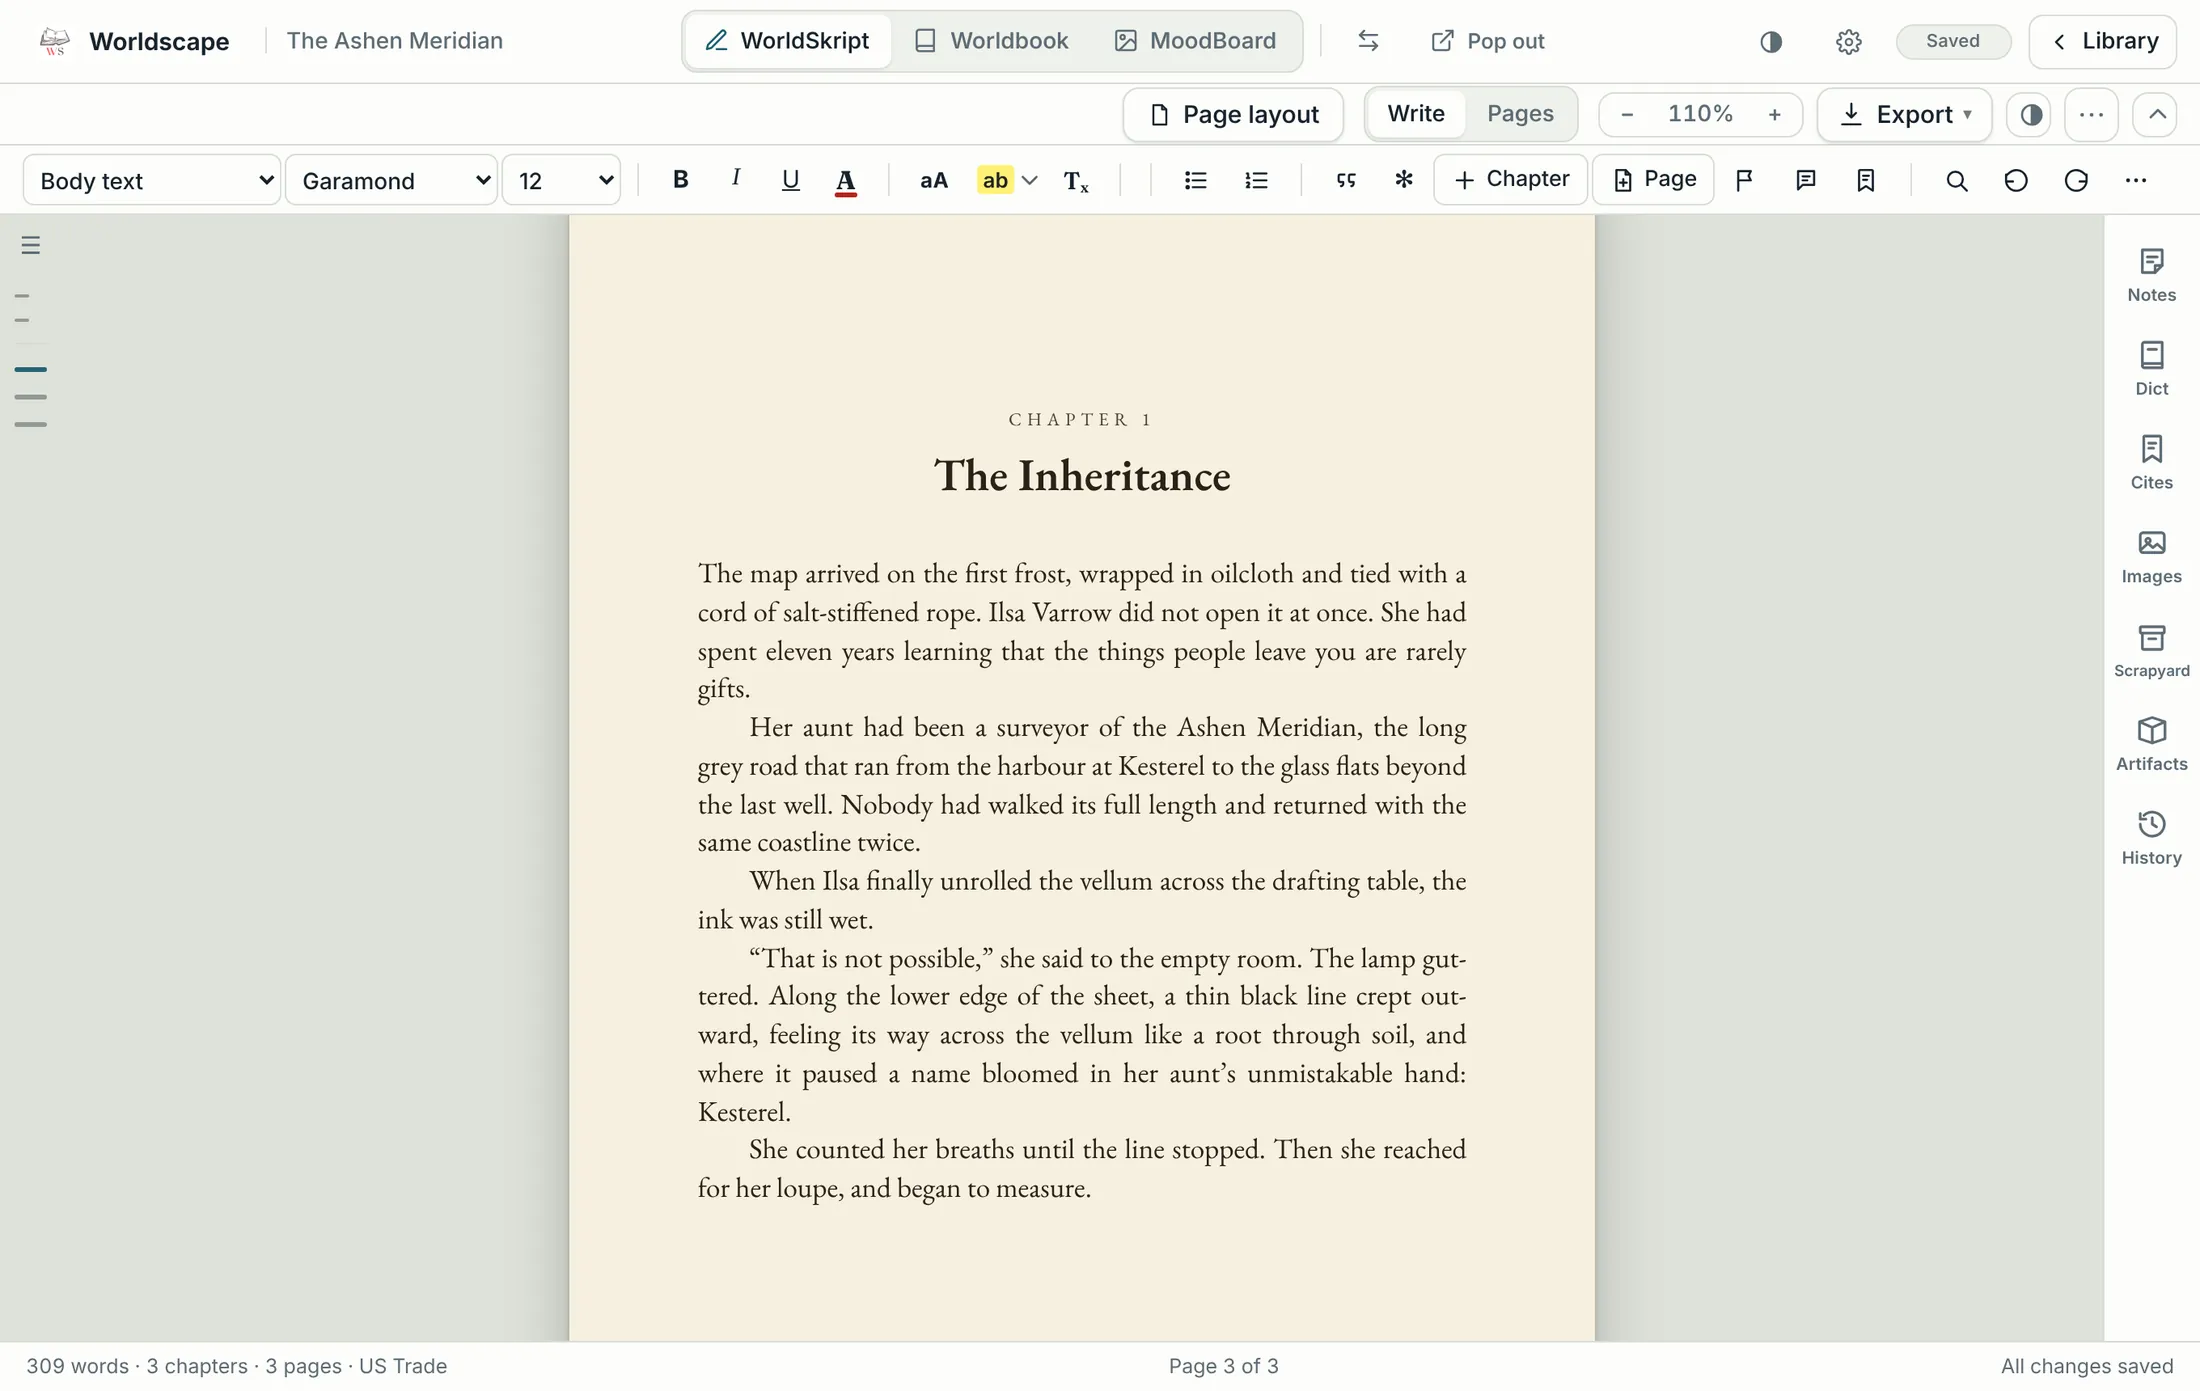 WS Worldscape The Ashen Meridian WorldSkript Worldbook MoodBoard Pop out Saved Library
Page layout Write Pages − 110% + Export
Body text Garamond 12 B I U A aA ab Tx + Chapter Page
Notes
Dict
Cites
Images
Scrapyard
Artifacts
History
CHAPTER 1
The Inheritance
The map arrived on the first frost, wrapped in oilcloth and tied with a
cord of salt-stiffened rope. Ilsa Varrow did not open it at once. She had
spent eleven years learning that the things people leave you are rarely
gifts.
Her aunt had been a surveyor of the Ashen Meridian, the long
grey road that ran from the harbour at Kesterel to the glass flats beyond
the last well. Nobody had walked its full length and returned with the
same coastline twice.
When Ilsa finally unrolled the vellum across the drafting table, the
ink was still wet.
“That is not possible,” she said to the empty room. The lamp gut-
tered. Along the lower edge of the sheet, a thin black line crept out-
ward, feeling its way across the vellum like a root through soil, and
where it paused a name bloomed in her aunt’s unmistakable hand:
Kesterel.
She counted her breaths until the line stopped. Then she reached
for her loupe, and began to measure.
309 words · 3 chapters · 3 pages · US Trade Page 3 of 3 All changes saved